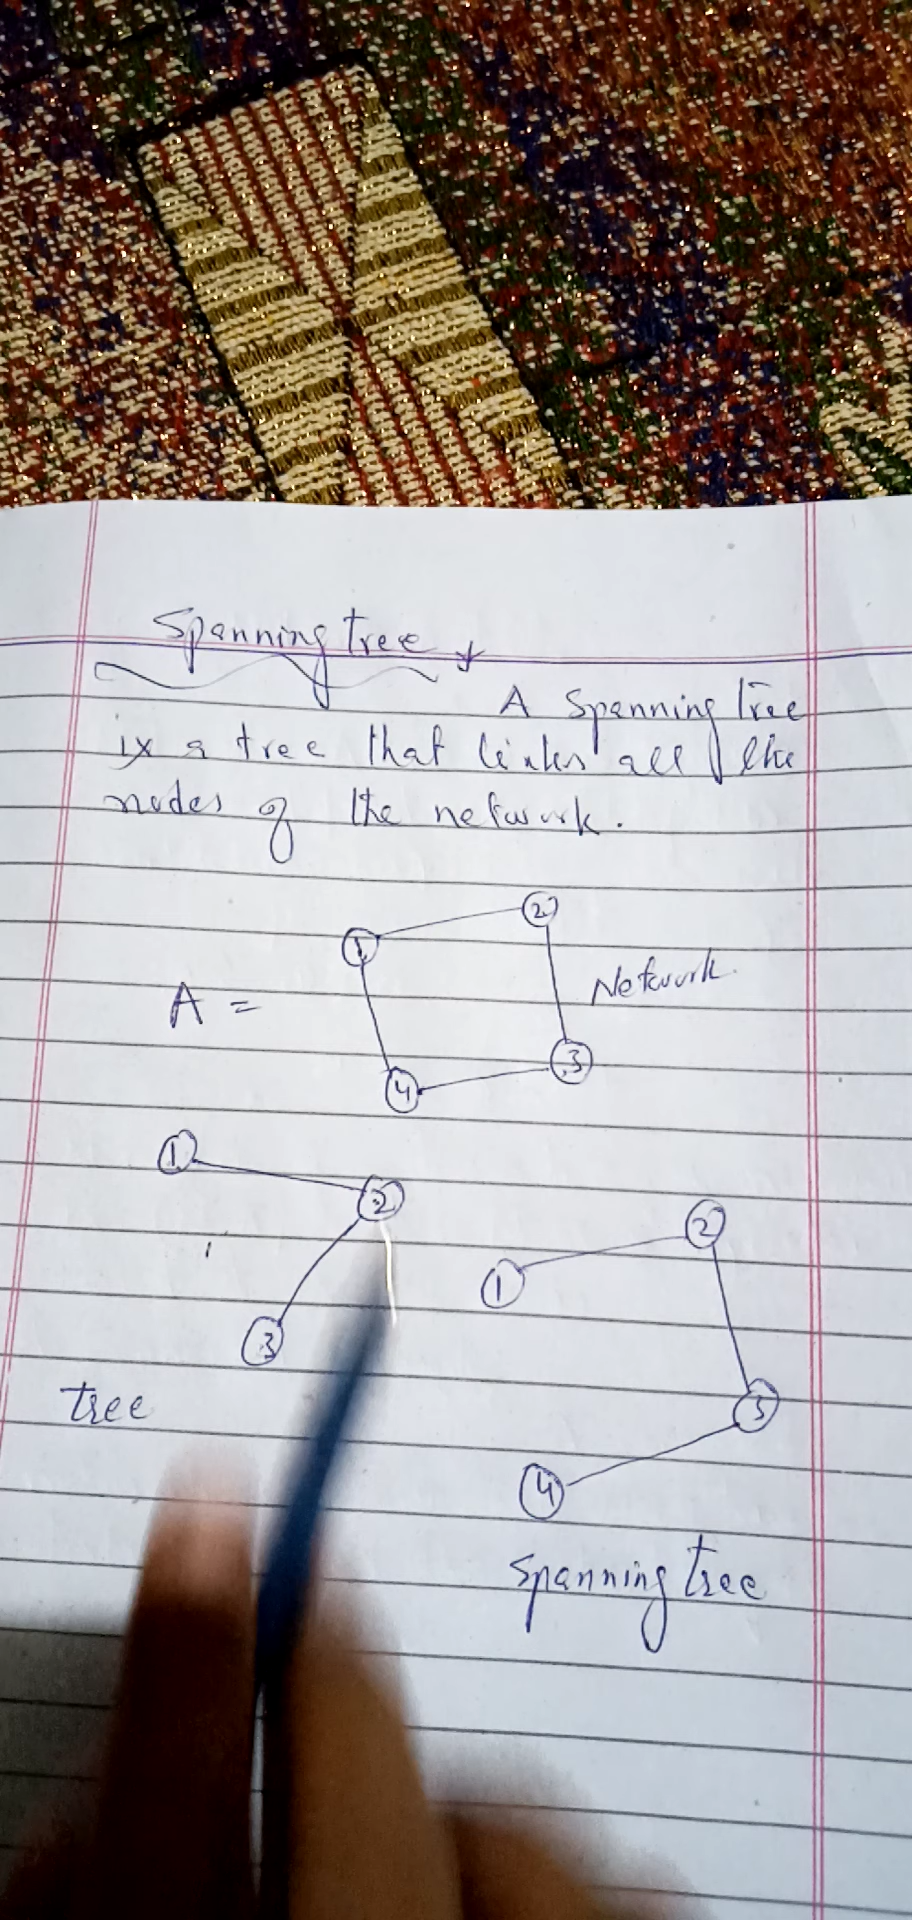 Spanning tree
A Spanning tree
is a tree that links all the
nodes of the network.
1 2
A = Network
4 3
1
2 2
1
3
3
tree
4
Spanning tree